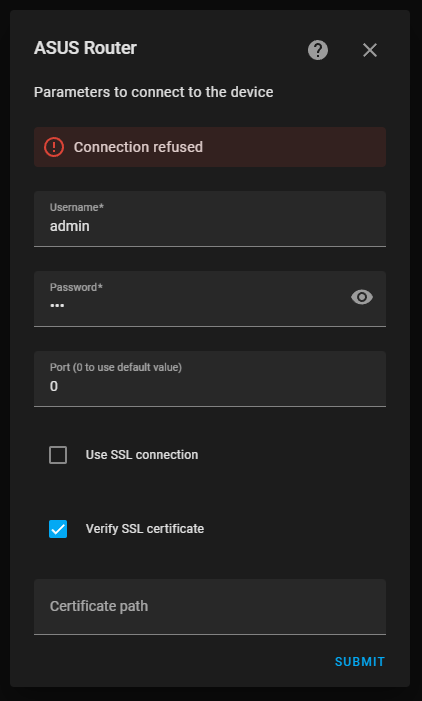 ASUS Router
Parameters to connect to the device
Connection refused
Username*
admin
Password*
•••
Port (0 to use default value)
0
Use SSL connection
Verify SSL certificate
Certificate path
SUBMIT